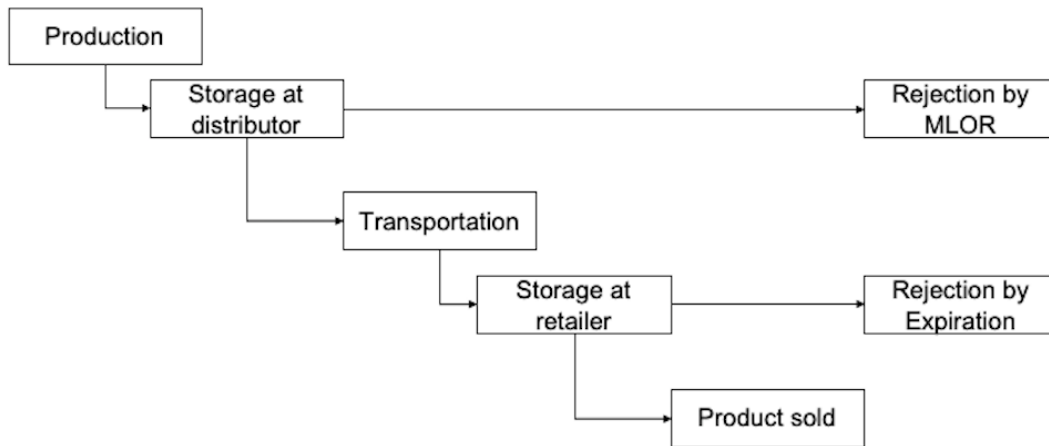 Production
Storage at
distributor
Rejection by
MLOR
Transportation
Storage at
retailer
Rejection by
Expiration
Product sold